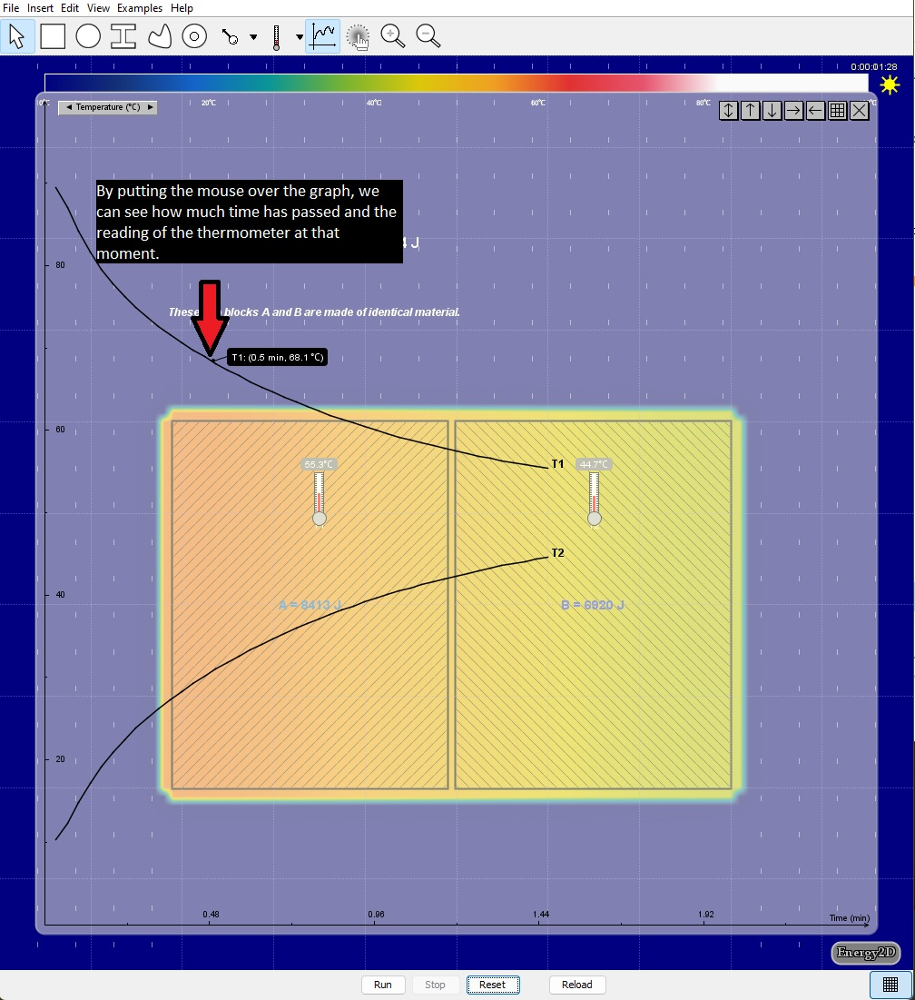 File Insert Edit View Examples Help
0:00:01:28
20°C 40°C 60°C 80°C
◄ Temperature (°C) ►
By putting the mouse over the graph, we
can see how much time has passed and the
reading of the thermometer at that
moment.
J
80
These blocks A and B are made of identical material.
T1: (0.5 min, 68.1 °C)
60
55.3°C T1 44.7°C
T2
40
A = 8413 J B = 6920 J
20
0.48 0.96 1.44 1.92
Time (min)
Energy2D
Run Stop Reset Reload